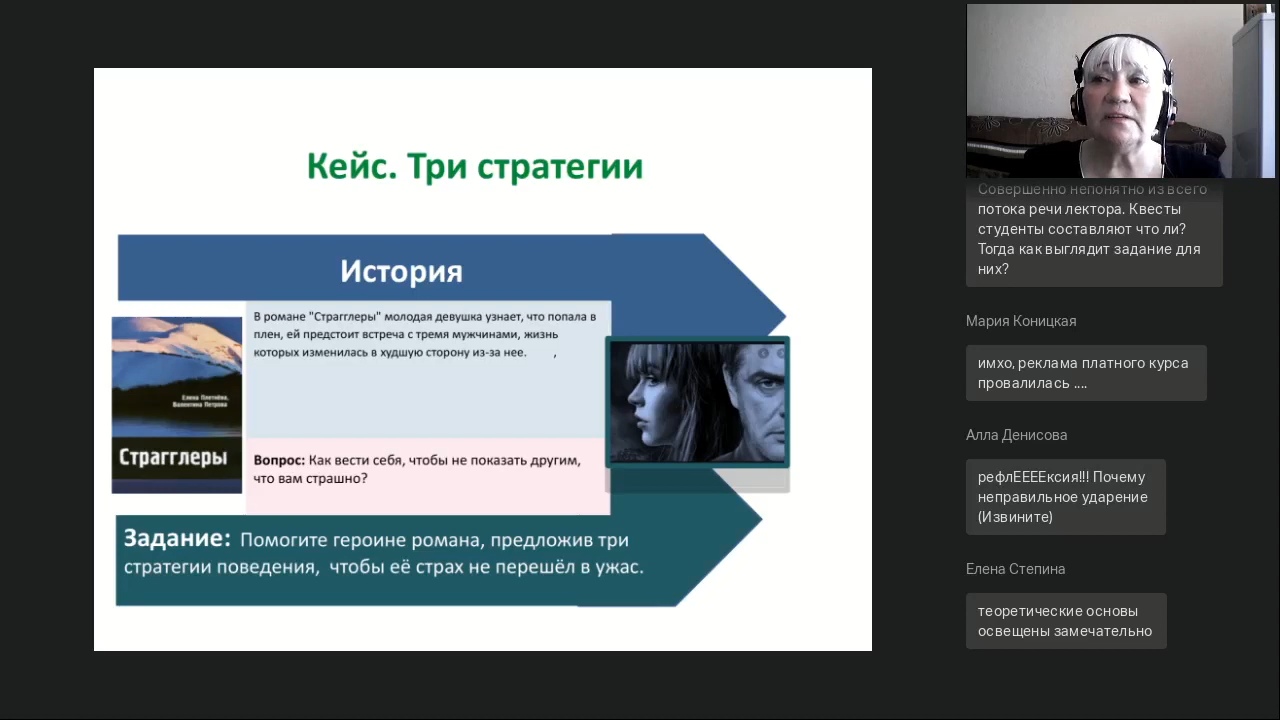 Кейс. Три стратегии
История
В романе "Страгглеры" молодая девушка узнает, что попала в
плен, ей предстоит встреча с тремя мужчинами, жизнь
которых изменилась в худшую сторону из-за нее. ,
Елена Плетнёва,
Валентина Петрова
Страгглеры
Вопрос: Как вести себя, чтобы не показать другим,
что вам страшно?
Задание: Помогите героине романа, предложив три
стратегии поведения, чтобы её страх не перешёл в ужас.
Совершенно непонятно из всего
потока речи лектора. Квесты
студенты составляют что ли?
Тогда как выглядит задание для
них?
Мария Коницкая
имхо, реклама платного курса
провалилась ....
Алла Денисова
рефлЕЕЕЕксия!!! Почему
неправильное ударение
(Извините)
Елена Степина
теоретические основы
освещены замечательно